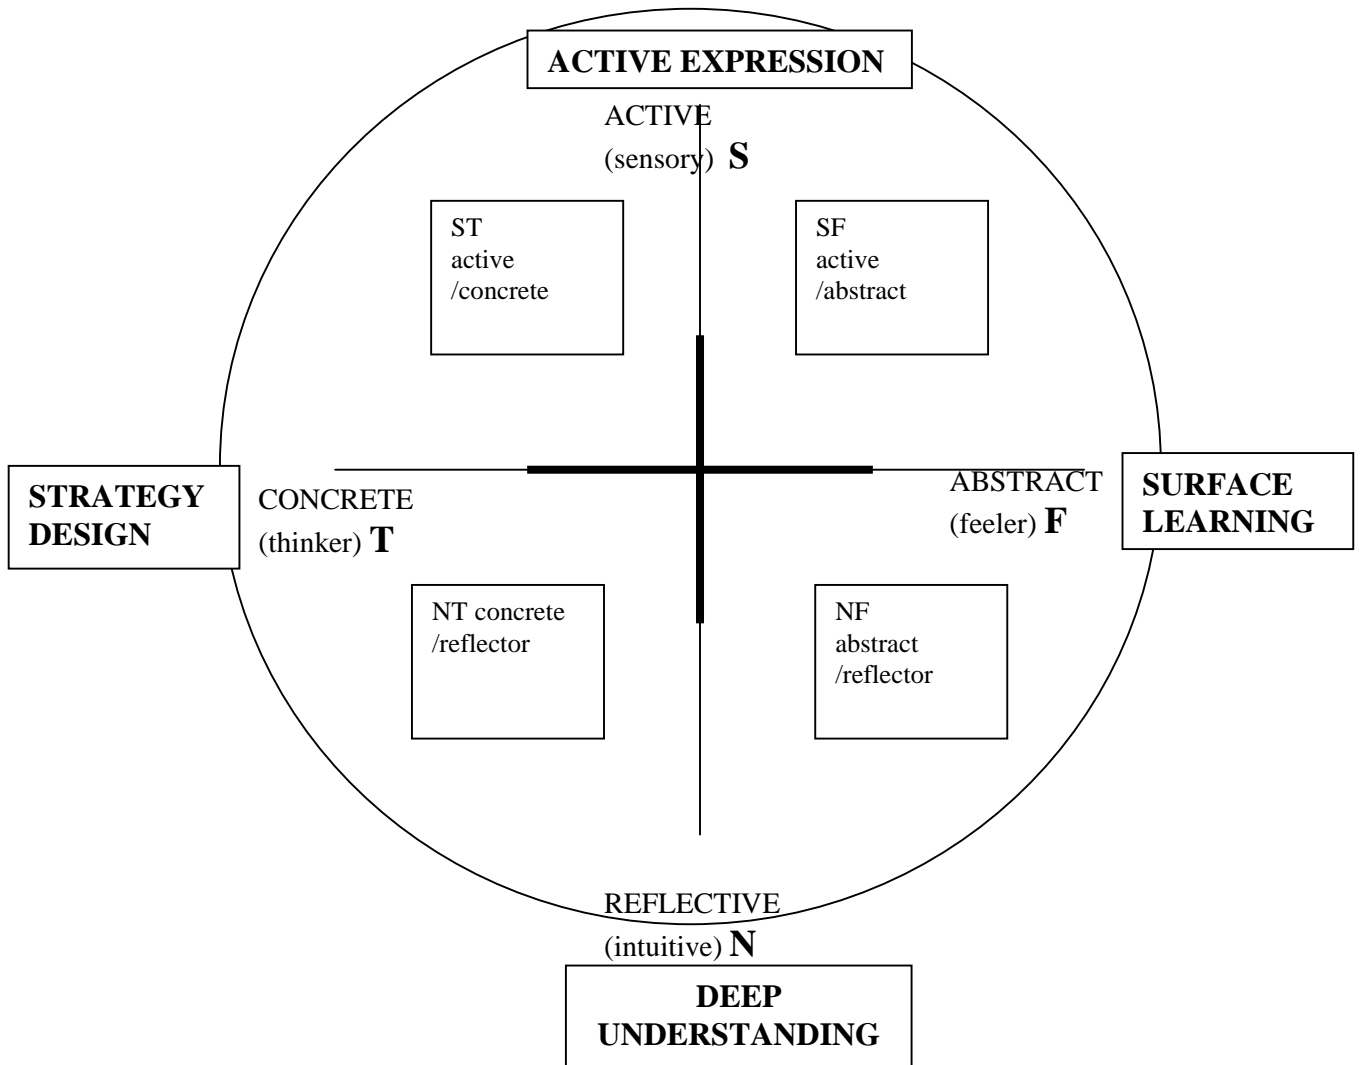 ACTIVE EXPRESSION
ACTIVE
(sensory) S
ST
active
/concrete
SF
active
/abstract
STRATEGY
DESIGN
CONCRETE
(thinker) T
ABSTRACT
(feeler) F
SURFACE
LEARNING
NT concrete
/reflector
NF
abstract
/reflector
REFLECTIVE
(intuitive) N
DEEP
UNDERSTANDING